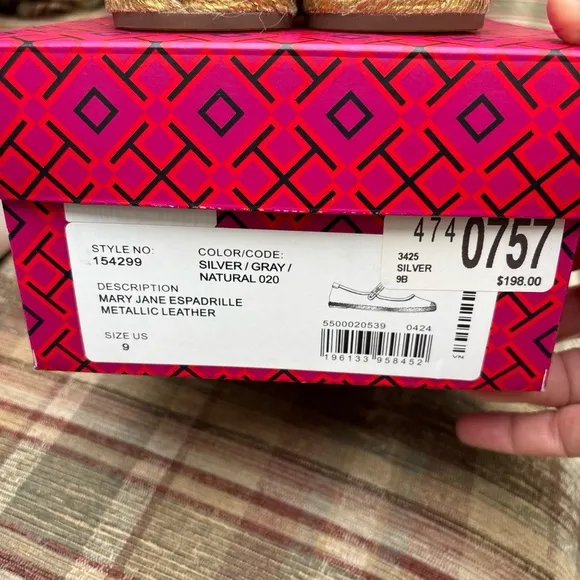 STYLE NO:
154299
COLOR/CODE:
SILVER / GRAY /
NATURAL 020
DESCRIPTION
MARY JANE ESPADRILLE
METALLIC LEATHER
SIZE US
9
474 0757
3425
SILVER
9B
$198.00
5500020539 0424
196133 958452